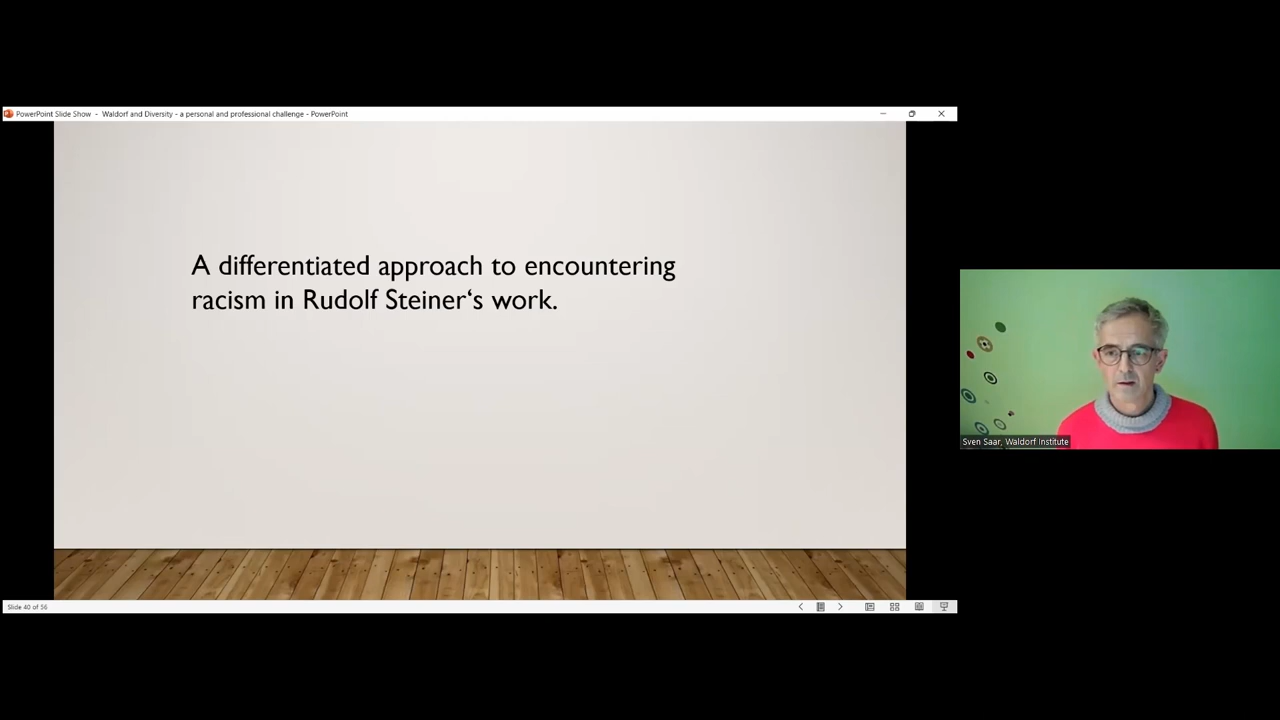 PowerPoint Slide Show - Waldorf and Diversity - a personal and professional challenge - PowerPoint
A differentiated approach to encountering
racism in Rudolf Steiner‘s work.
Sven Saar, Waldorf Institute
Slide 40 of 56